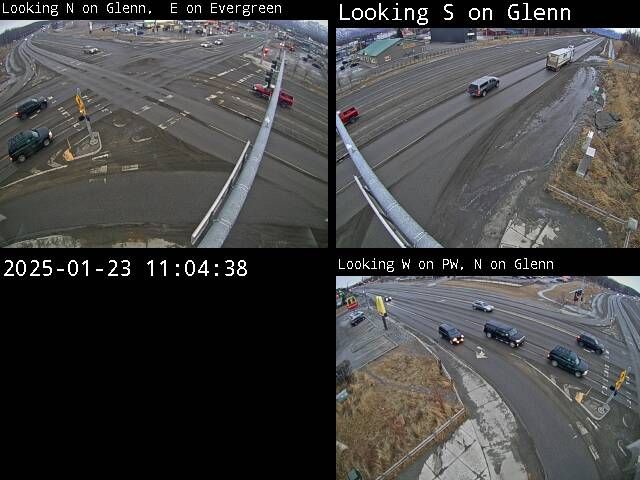 Looking N on Glenn,  E on Evergreen
Looking S on Glenn
2025-01-23 11:04:38
Looking W on PW, N on Glenn